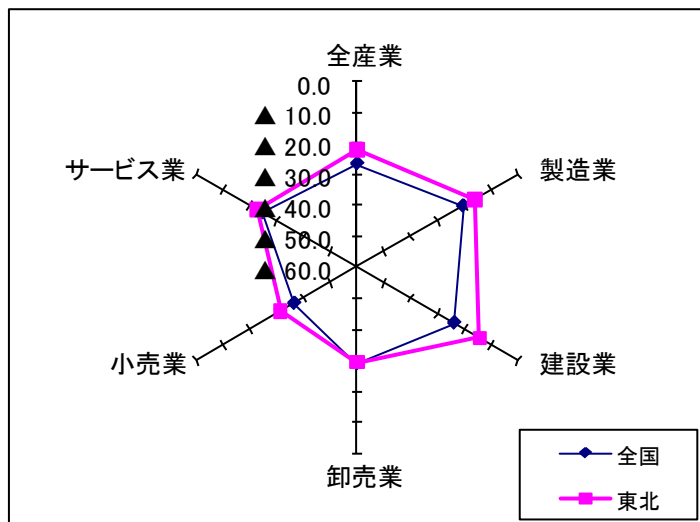 全産業
0.0
▲ 10.0
▲ 20.0
▲ 30.0
▲ 40.0
▲ 50.0
▲ 60.0
サービス業
製造業
小売業
建設業
卸売業
全国
東北